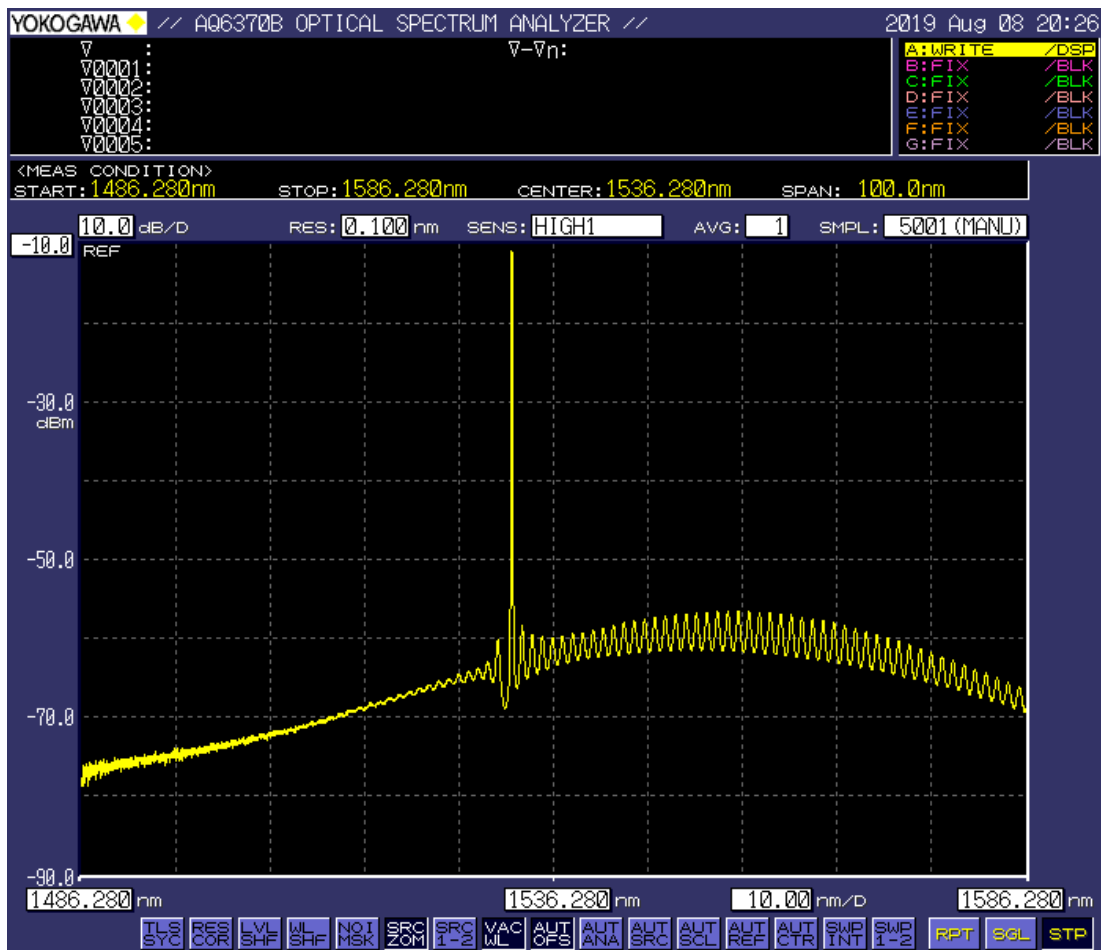 YOKOGAWA // AQ6370B OPTICAL SPECTRUM ANALYZER // 2019 Aug 08 20:26
∇ : ∇-∇n:
∇0001:
∇0002:
∇0003:
∇0004:
∇0005:
A:WRITE /DSP
B:FIX /BLK
C:FIX /BLK
D:FIX /BLK
E:FIX /BLK
F:FIX /BLK
G:FIX /BLK
<MEAS CONDITION>
START:1486.280nm STOP:1586.280nm CENTER:1536.280nm SPAN: 100.0nm
10.0 dB/D RES: 0.100 nm SENS: HIGH1 AVG: 1 SMPL: 5001(MANU)
-10.0 REF
-30.0
dBm
-50.0
-70.0
-90.0
1486.280 nm 1536.280 nm 10.00 nm/D 1586.280 nm
TLS SYC RES COR LVL SHF WL SHF NOI MSK SRC ZOM SRC 1-2 VAC WL AUT OFS AUT ANA AUT SRC AUT SCL AUT REF AUT CTR SWP INT SWP 1-2 RPT SGL STP